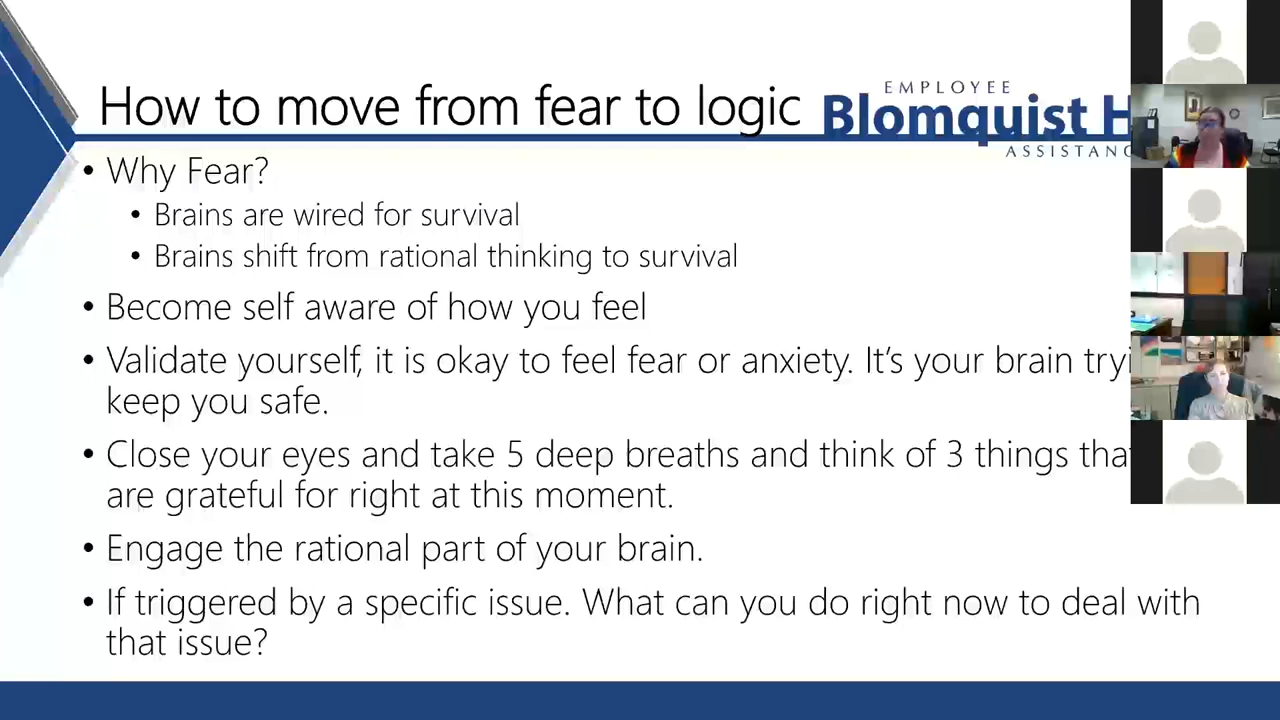 How to move from fear to logic
EMPLOYEE
Blomquist H
ASSISTANC
• Why Fear?
• Brains are wired for survival
• Brains shift from rational thinking to survival
• Become self aware of how you feel
• Validate yourself, it is okay to feel fear or anxiety. It’s your brain tryi
keep you safe.
• Close your eyes and take 5 deep breaths and think of 3 things that
are grateful for right at this moment.
• Engage the rational part of your brain.
• If triggered by a specific issue. What can you do right now to deal with
that issue?